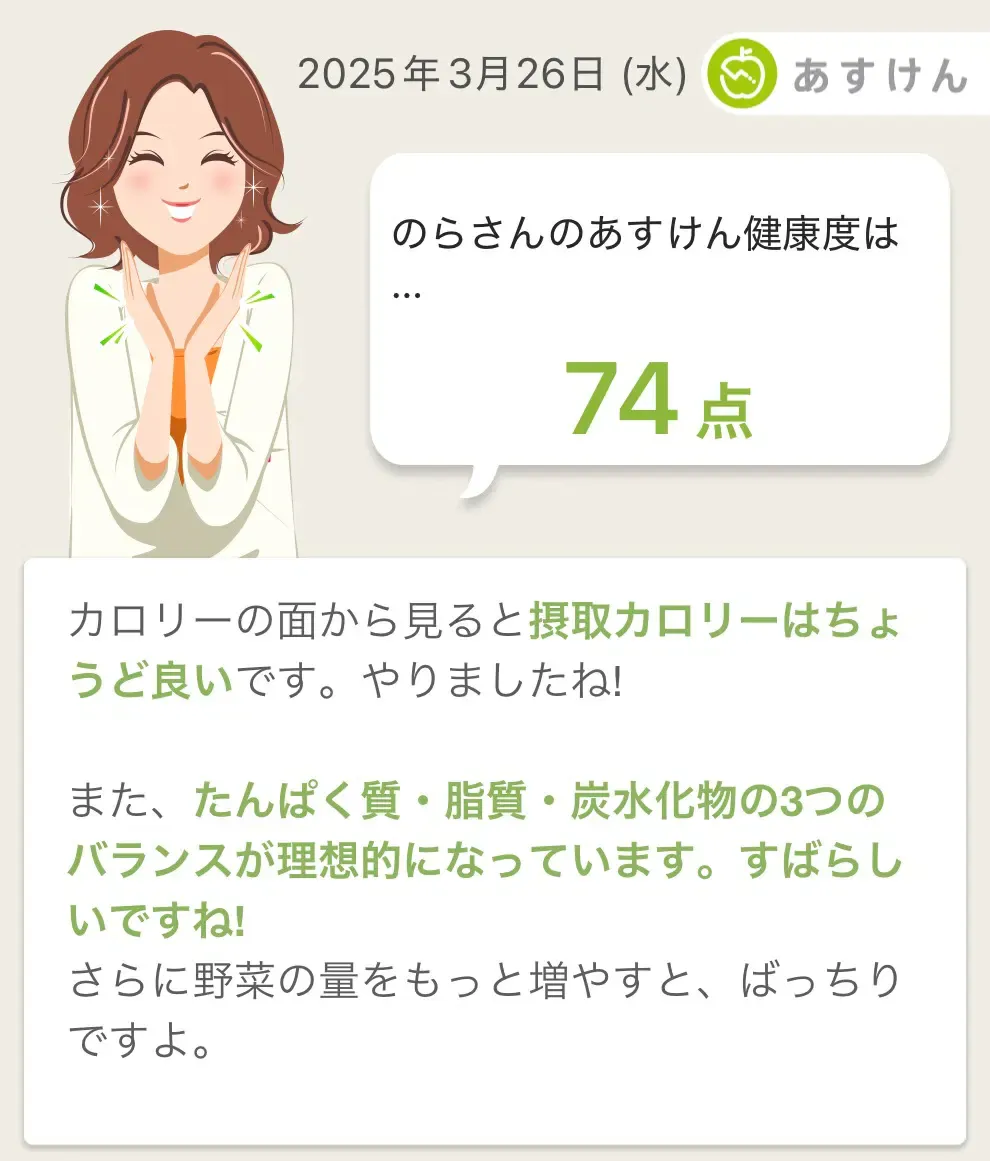 2025年3月26日 (水)
あすけん
のらさんのあすけん健康度は
...
74点
カロリーの面から見ると摂取カロリーはちょ
うど良いです。やりましたね!
また、たんぱく質・脂質・炭水化物の3つの
バランスが理想的になっています。すばらし
いですね!
さらに野菜の量をもっと増やすと、ばっちり
ですよ。